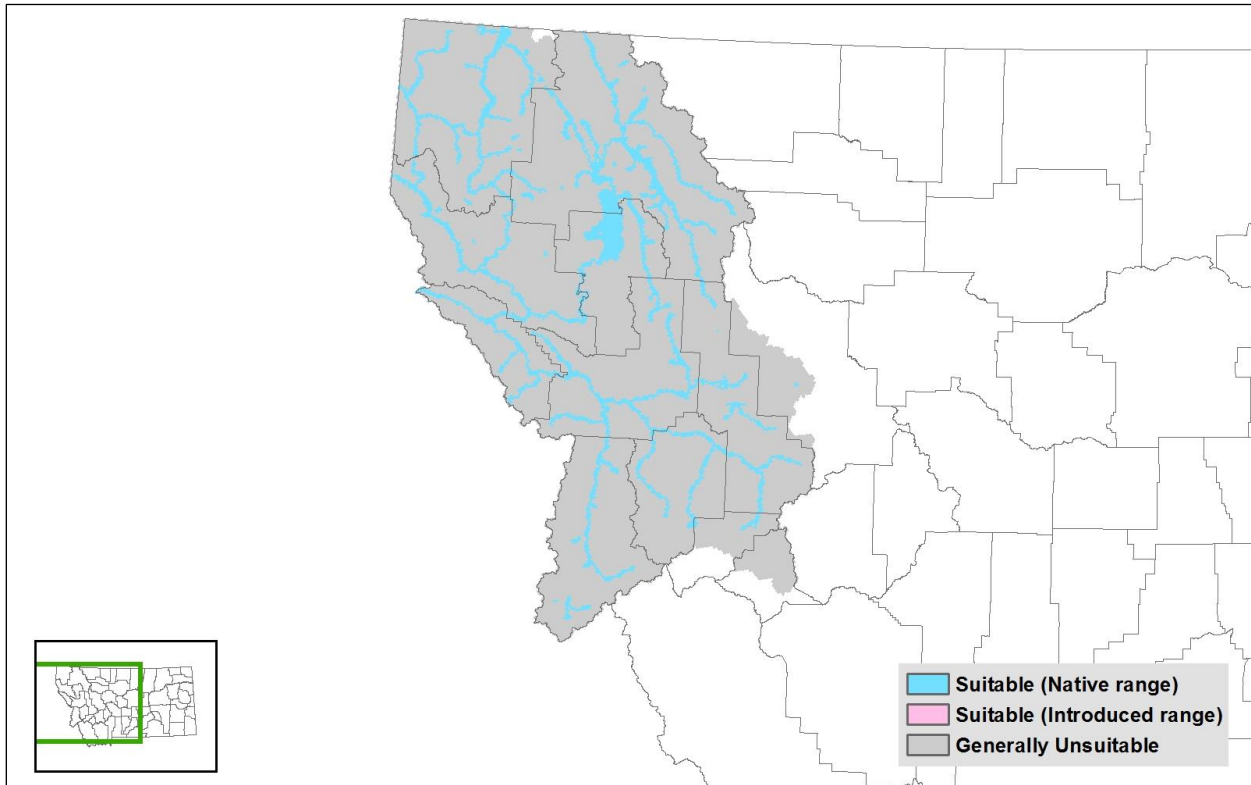 Suitable (Native range)
Suitable (Introduced range)
Generally Unsuitable